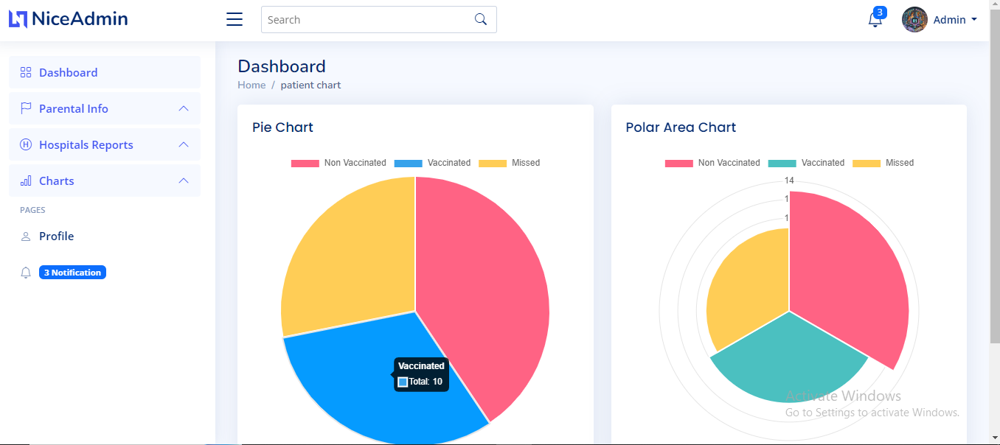 NiceAdmin
Search
3
Admin
Dashboard
Parental Info
Hospitals Reports
Charts
PAGES
Profile
3 Notification
Dashboard
Home / patient chart
Pie Chart
Non Vaccinated Vaccinated Missed
Vaccinated
Total: 10
Polar Area Chart
Non Vaccinated Vaccinated Missed
14
1
1
Activate Windows
Go to Settings to activate Windows.